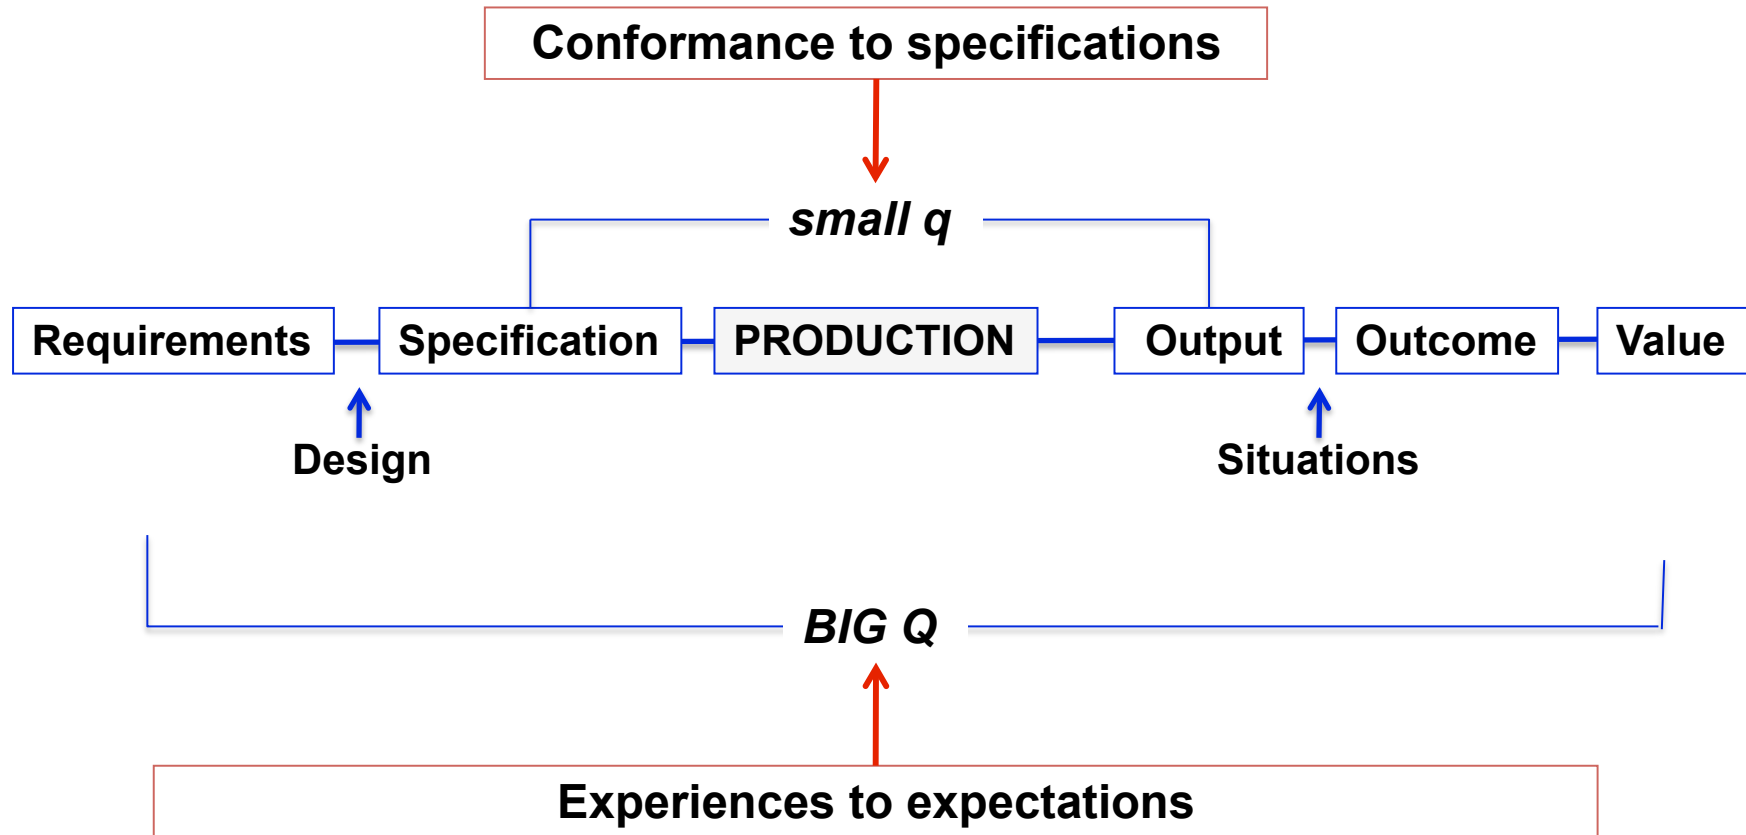 Conformance to specifications
small q
Requirements Specification PRODUCTION Output Outcome Value
Design Situations
BIG Q
Experiences to expectations